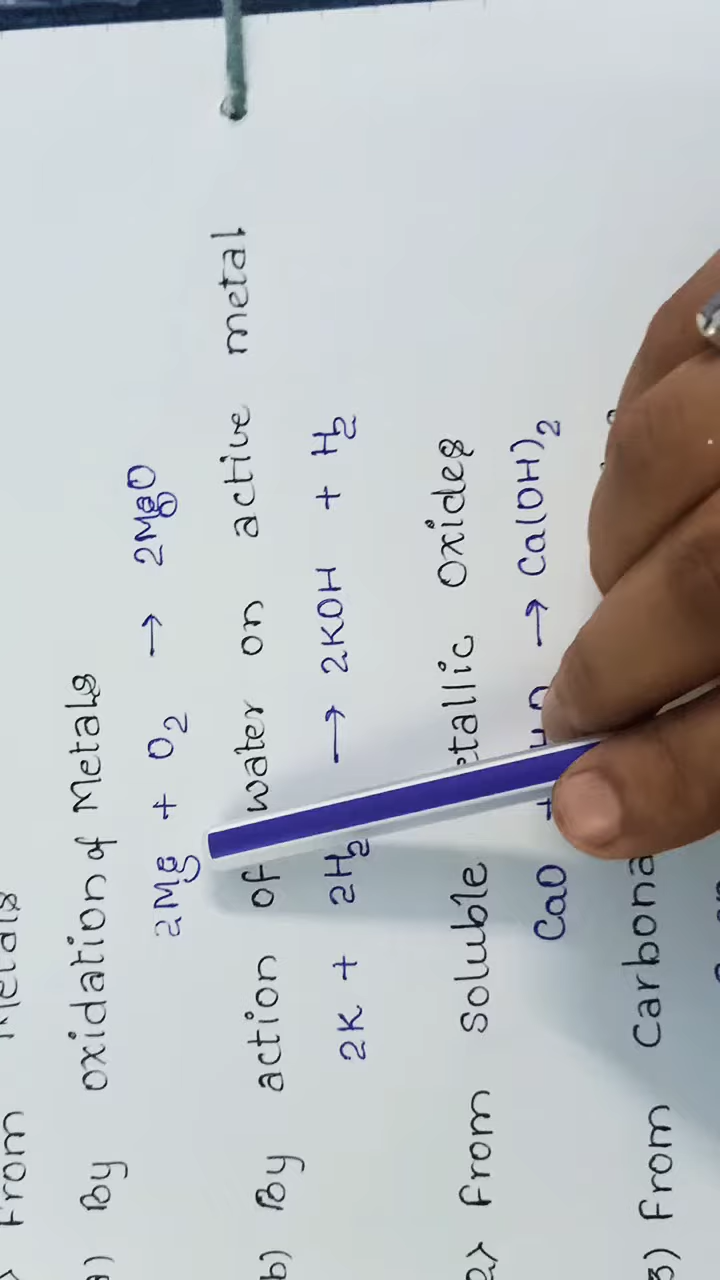 From Metals
a) By oxidation of Metals
2Mg + O₂ → 2MgO
b) By action of water on active metal
2K + 2H₂ → 2KOH + H₂
2> From soluble etallic oxides
CaO + → Ca(OH)₂
3) From Carbona